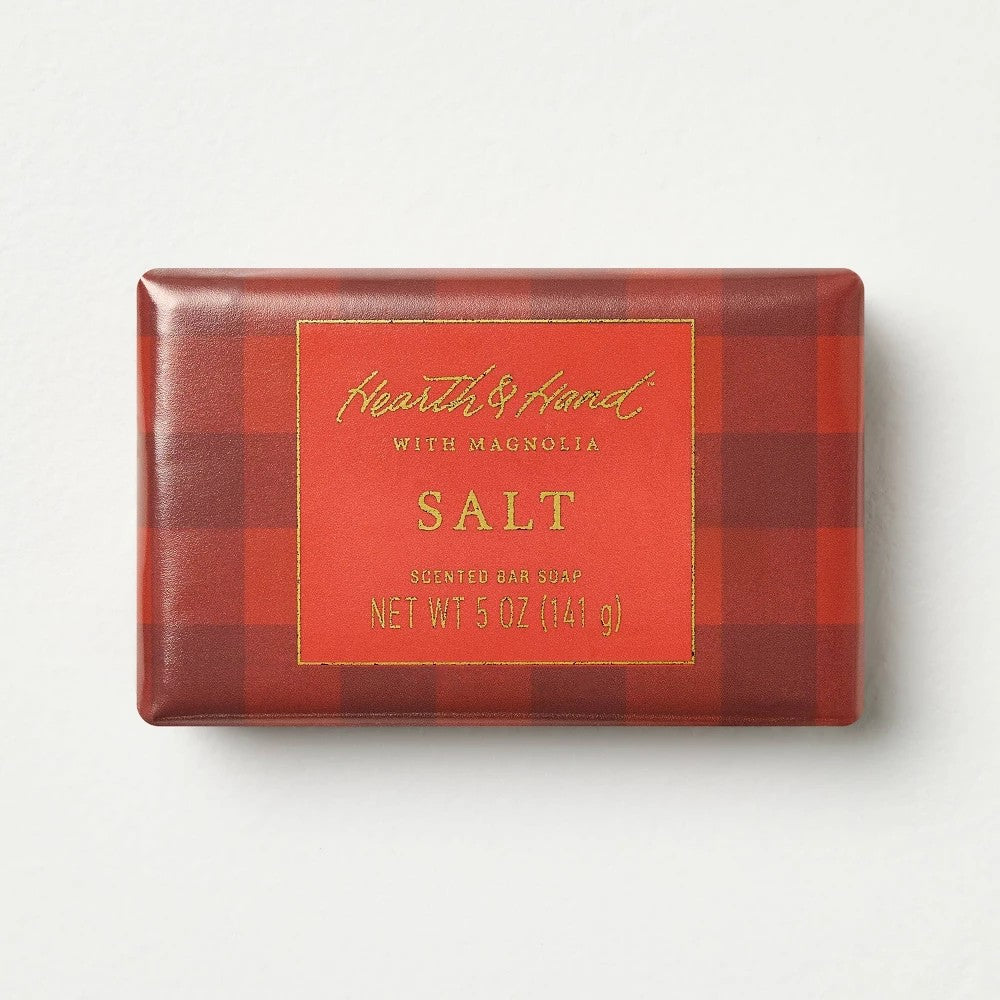 Hearth & Hand
WITH MAGNOLIA
SALT
SCENTED BAR SOAP
NET WT 5 OZ (141 g)